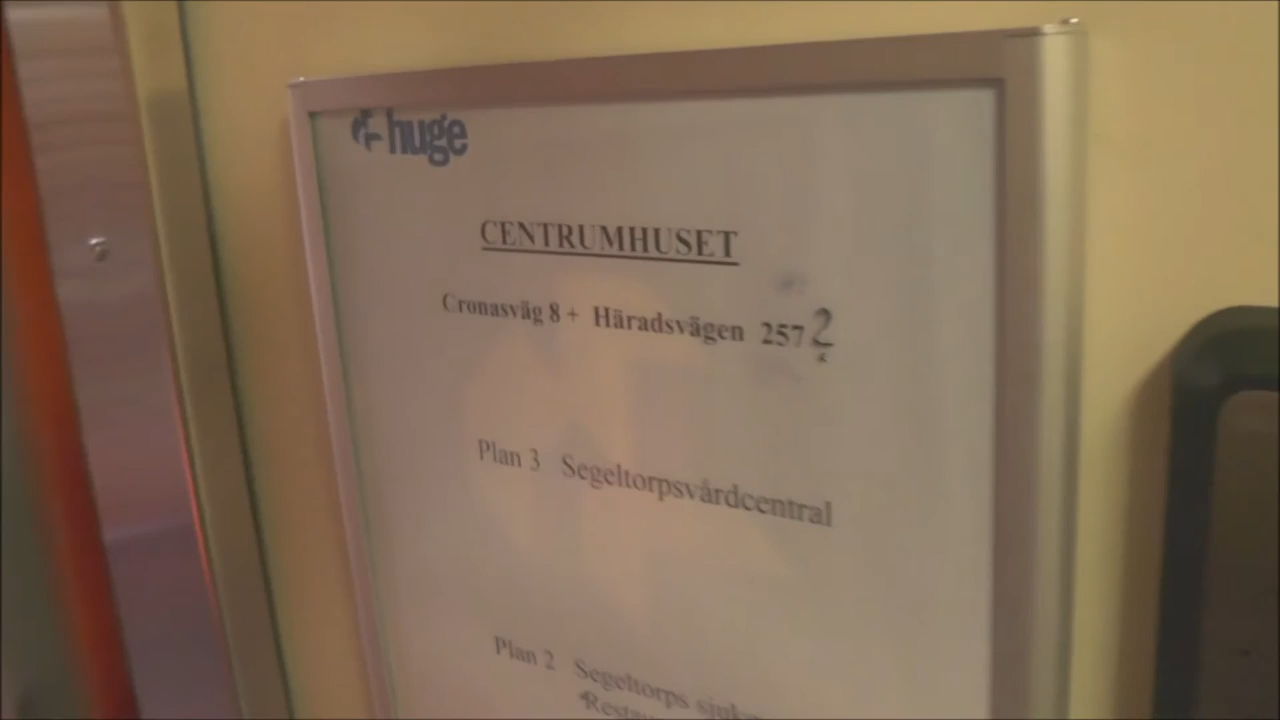 huge
CENTRUMHUSET
Cronasväg 8 + Häradsvägen 257 2
Plan 3 Segeltorpsvårdcentral
Plan 2 Segeltorps